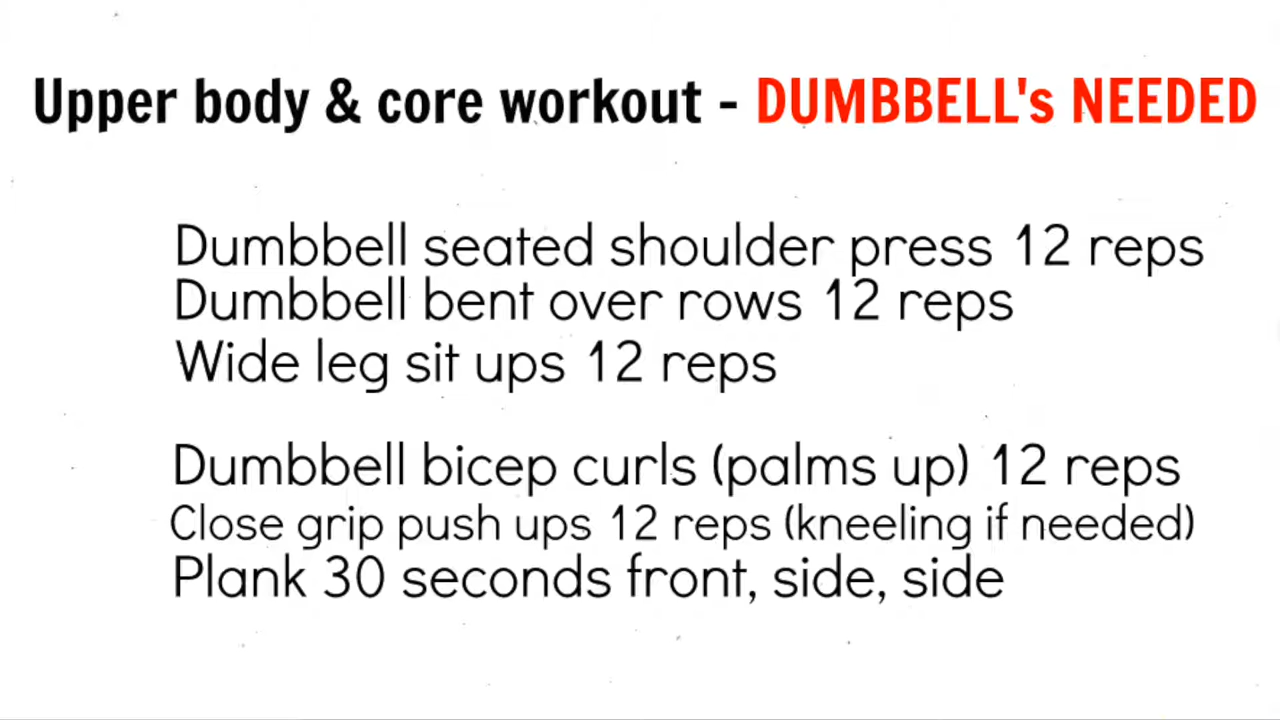 Upper body & core workout - DUMBBELL's NEEDED
Dumbbell seated shoulder press 12 reps
Dumbbell bent over rows 12 reps
Wide leg sit ups 12 reps
Dumbbell bicep curls (palms up) 12 reps
Close grip push ups 12 reps (kneeling if needed)
Plank 30 seconds front, side, side